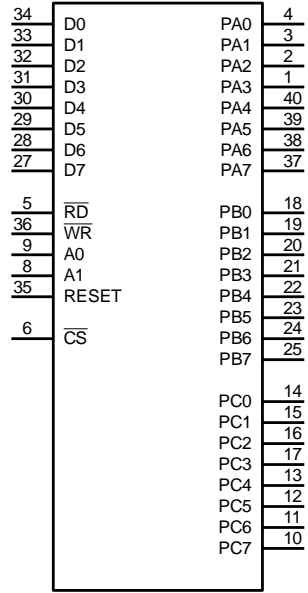 34 D0 PA0 4
33 D1 PA1 3
32 D2 PA2 2
31 D3 PA3 1
30 D4 PA4 40
29 D5 PA5 39
28 D6 PA6 38
27 D7 PA7 37
5 RD PB0 18
36 WR PB1 19
9 A0 PB2 20
8 A1 PB3 21
35 RESET PB4 22
PB5 23
6 CS PB6 24
PB7 25
PC0 14
PC1 15
PC2 16
PC3 17
PC4 13
PC5 12
PC6 11
PC7 10